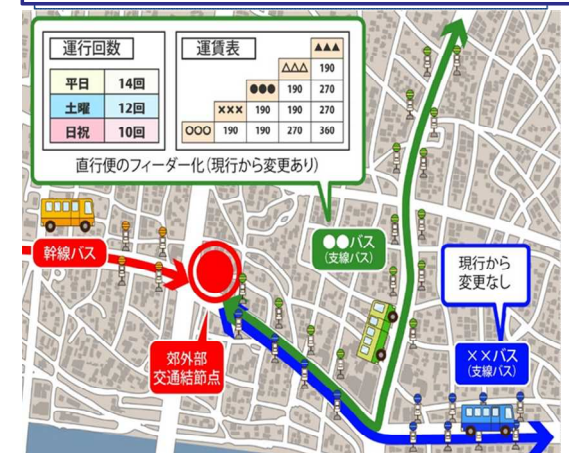 運行回数
平日 14回
土曜 12回
日祝 10回
運賃表
▲▲▲
△△△ 190
●●● 190 270
××× 190 190 270
○○○ 190 190 270 360
直行便のフィーダー化(現行から変更あり)
幹線バス
●●バス
(支線バス)
現行から
変更なし
郊外部
交通結節点
××バス
(支線バス)